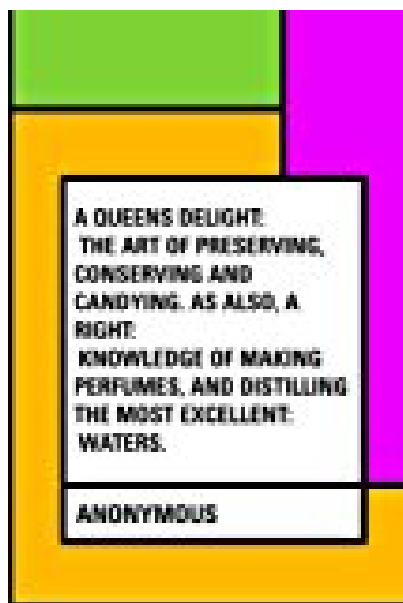 A QUEENS DELIGHT:
THE ART OF PRESERVING,
CONSERVING AND
CANDYING. AS ALSO, A
RIGHT:
KNOWLEDGE OF MAKING
PERFUMES, AND DISTILLING
THE MOST EXCELLENT:
WATERS.
ANONYMOUS